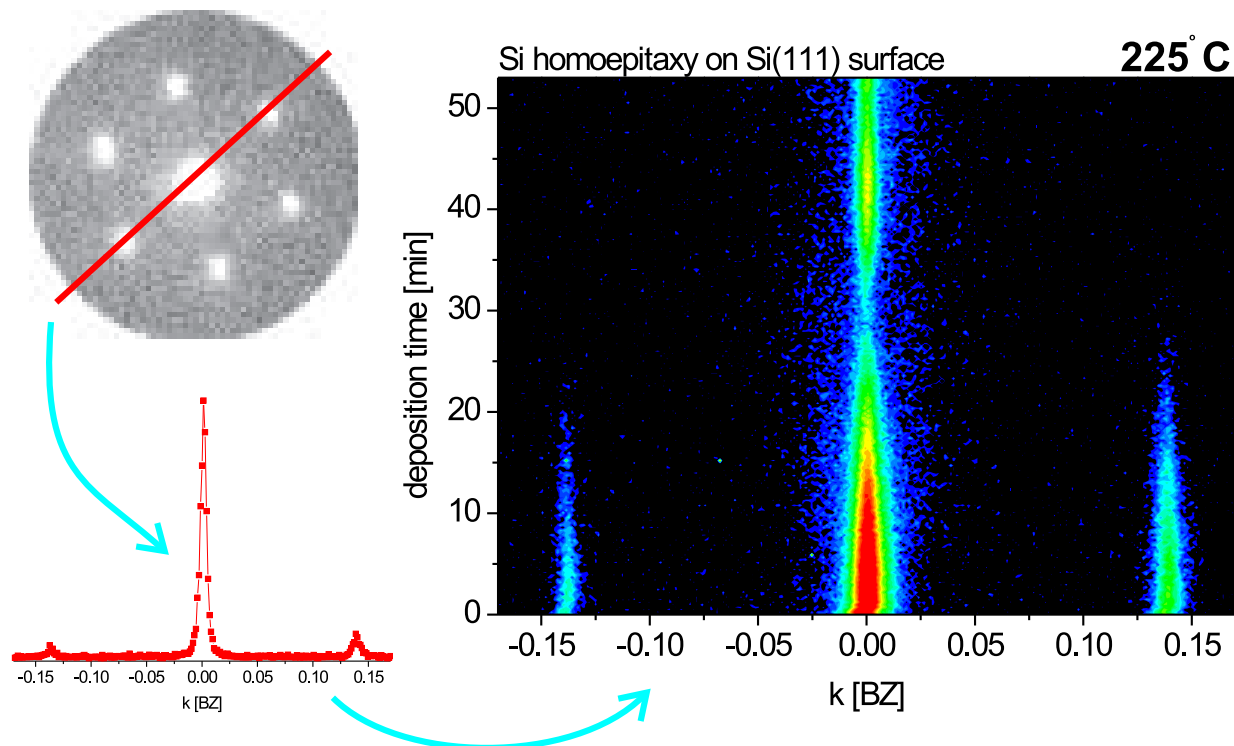 Si homoepitaxy on Si(111) surface
225°C
deposition time [min]
50
40
30
20
10
0
-0.15 -0.10 -0.05 0.00 0.05 0.10 0.15
k [BZ]
-0.15 -0.10 -0.05 0.00 0.05 0.10 0.15
k [BZ]